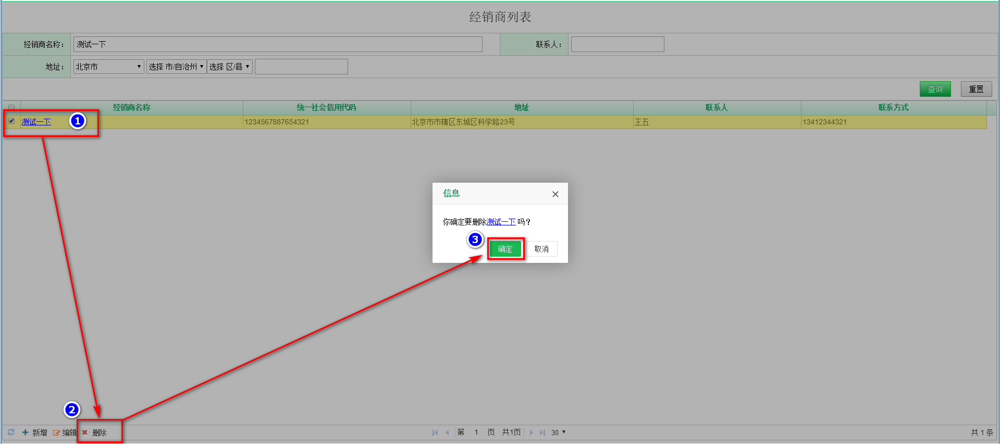 经销商列表
经销商名称： 测试一下 联系人：
地址： 北京市 选择 市/自治州 选择 区/县
查询 重置
经销商名称 统一社会信用代码 地址 联系人 联系方式
测试一下 1 1234567887654321 北京市市辖区东城区科学路23号 王五 13412344321
信息
你确定要删除测试一下 吗？
3 确定 取消
2
新增 编辑 删除 第 1 页 共1页 30 共 1 条